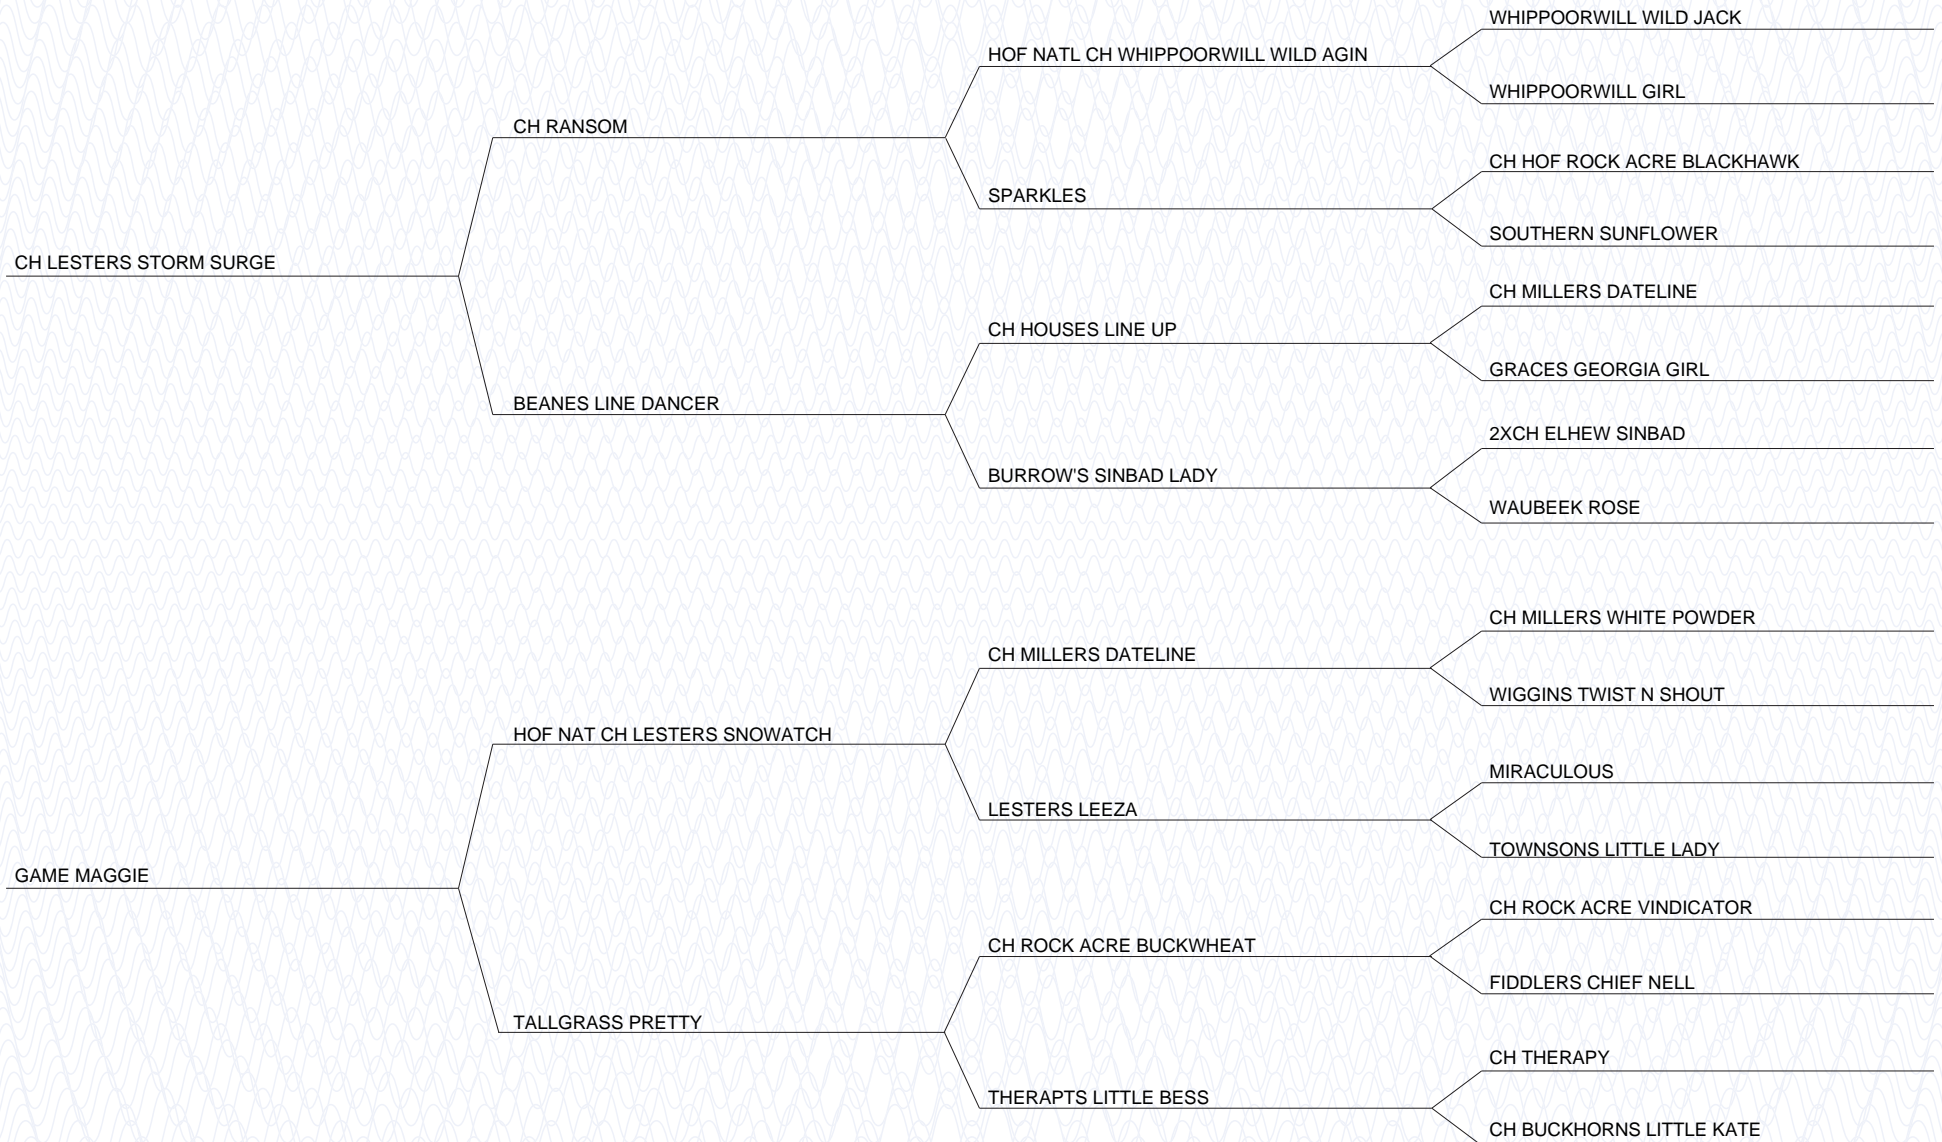 WHIPPOORWILL WILD JACK
HOF NATL CH WHIPPOORWILL WILD AGIN
WHIPPOORWILL GIRL
CH RANSOM
CH HOF ROCK ACRE BLACKHAWK
SPARKLES
SOUTHERN SUNFLOWER
CH LESTERS STORM SURGE
CH MILLERS DATELINE
CH HOUSES LINE UP
GRACES GEORGIA GIRL
BEANES LINE DANCER
2XCH ELHEW SINBAD
BURROW'S SINBAD LADY
WAUBEEK ROSE
CH MILLERS WHITE POWDER
CH MILLERS DATELINE
WIGGINS TWIST N SHOUT
HOF NAT CH LESTERS SNOWATCH
MIRACULOUS
LESTERS LEEZA
TOWNSONS LITTLE LADY
GAME MAGGIE
CH ROCK ACRE VINDICATOR
CH ROCK ACRE BUCKWHEAT
FIDDLERS CHIEF NELL
TALLGRASS PRETTY
CH THERAPY
THERAPTS LITTLE BESS
CH BUCKHORNS LITTLE KATE